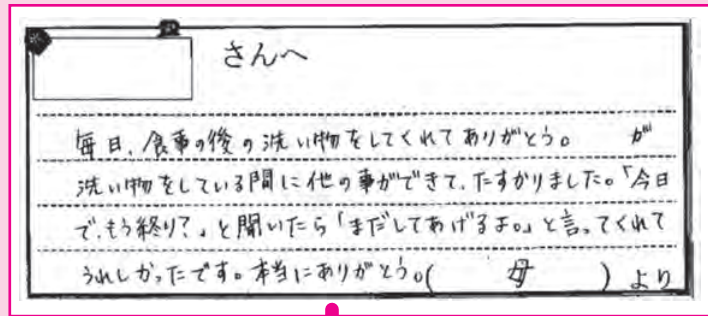 さんへ
毎日、食事の後の洗い物をしてくれてありがとう。　が
洗い物をしている間に他の事ができて、たすかりました。「今日
で、もう終り?」と聞いたら「まだしてあげるよ。」と言ってくれて
うれしかったです。本当にありがとう。(　母　)より